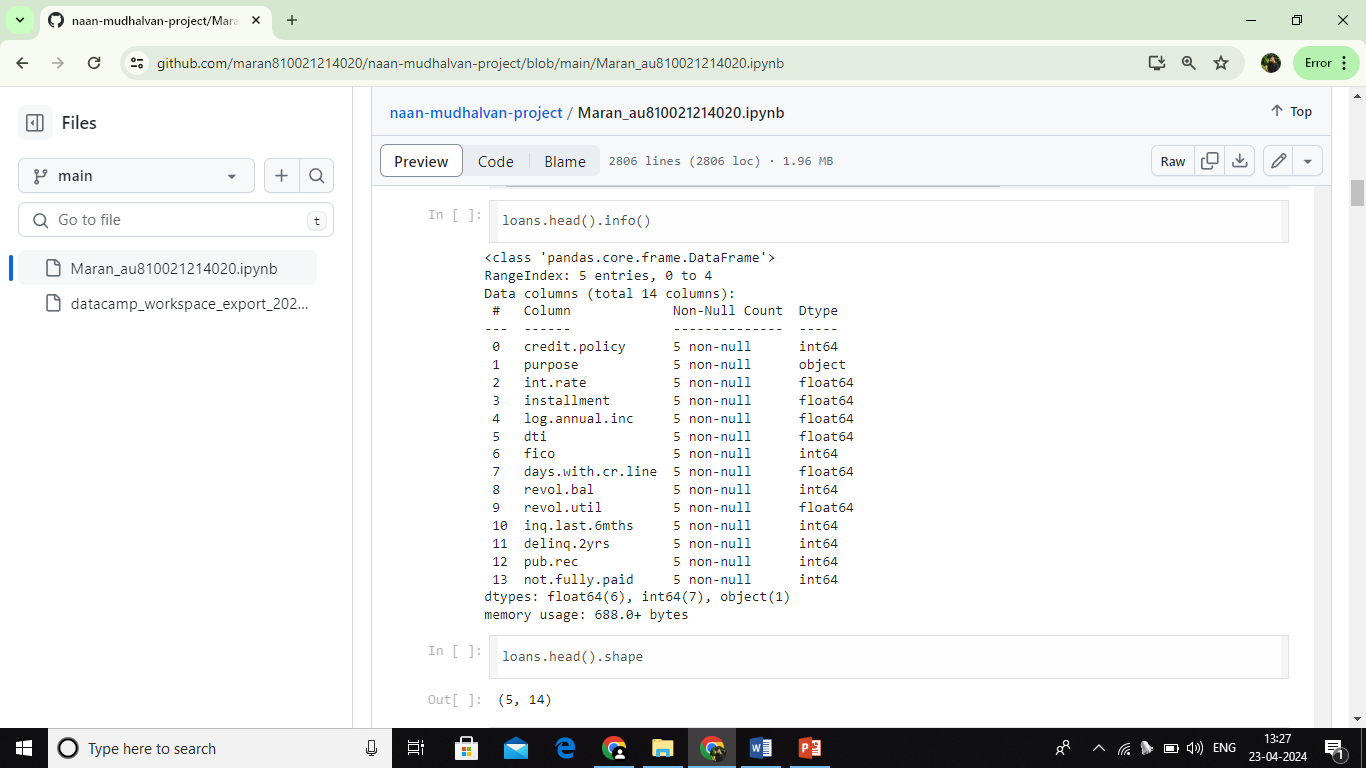 naan-mudhalvan-project/Mara
github.com/maran810021214020/naan-mudhalvan-project/blob/main/Maran_au810021214020.ipynb
Error
Files
naan-mudhalvan-project / Maran_au810021214020.ipynb
Top
main
Preview Code Blame 2806 lines (2806 loc) · 1.96 MB
Raw
Go to file t
Maran_au810021214020.ipynb
datacamp_workspace_export_202...
In [ ]: loans.head().info()
<class 'pandas.core.frame.DataFrame'>
RangeIndex: 5 entries, 0 to 4
Data columns (total 14 columns):
# Column Non-Null Count Dtype
--- ------ -------------- -----
0 credit.policy 5 non-null int64
1 purpose 5 non-null object
2 int.rate 5 non-null float64
3 installment 5 non-null float64
4 log.annual.inc 5 non-null float64
5 dti 5 non-null float64
6 fico 5 non-null int64
7 days.with.cr.line 5 non-null float64
8 revol.bal 5 non-null int64
9 revol.util 5 non-null float64
10 inq.last.6mths 5 non-null int64
11 delinq.2yrs 5 non-null int64
12 pub.rec 5 non-null int64
13 not.fully.paid 5 non-null int64
dtypes: float64(6), int64(7), object(1)
memory usage: 688.0+ bytes
In [ ]: loans.head().shape
Out[ ]: (5, 14)
Type here to search
ENG
13:27
23-04-2024
1